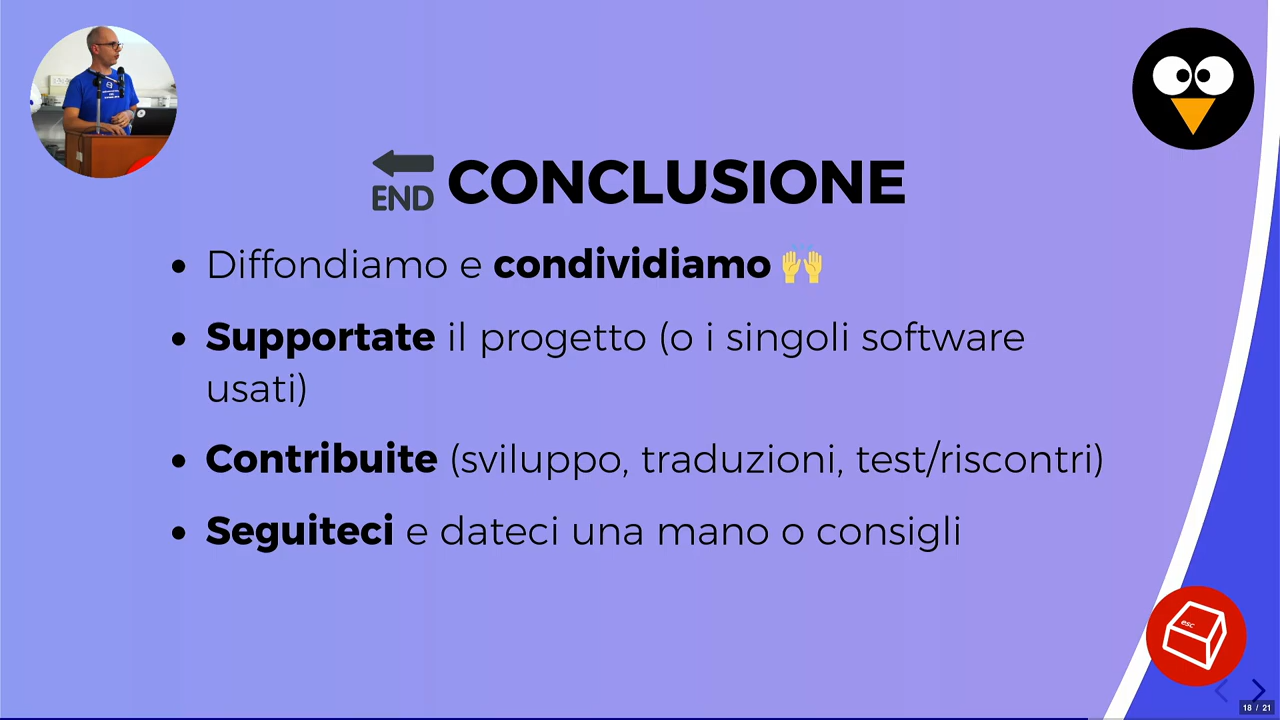 END CONCLUSIONE
Diffondiamo e condividiamo
Supportate il progetto (o i singoli software
usati)
Contribuite (sviluppo, traduzioni, test/riscontri)
Seguiteci e dateci una mano o consigli
esc
18 / 21